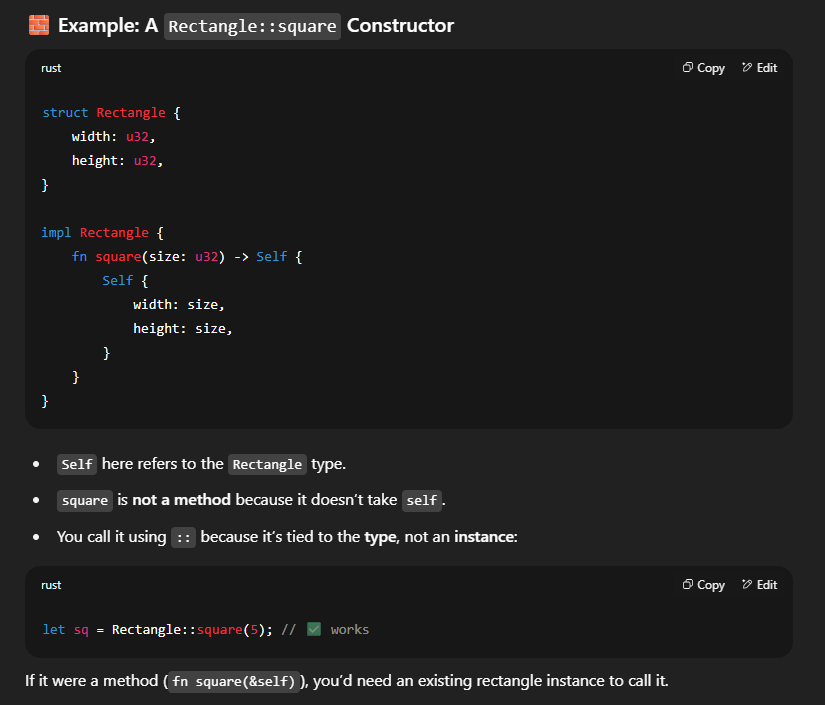 🧱 Example: A Rectangle::square Constructor
rust
Copy
Edit
struct Rectangle {
    width: u32,
    height: u32,
}
impl Rectangle {
    fn square(size: u32) -> Self {
        Self {
            width: size,
            height: size,
        }
    }
}
• Self here refers to the Rectangle type.
• square is not a method because it doesn’t take self.
• You call it using :: because it’s tied to the type, not an instance:
rust
Copy
Edit
let sq = Rectangle::square(5); // ✅ works
If it were a method (fn square(&self)), you’d need an existing rectangle instance to call it.